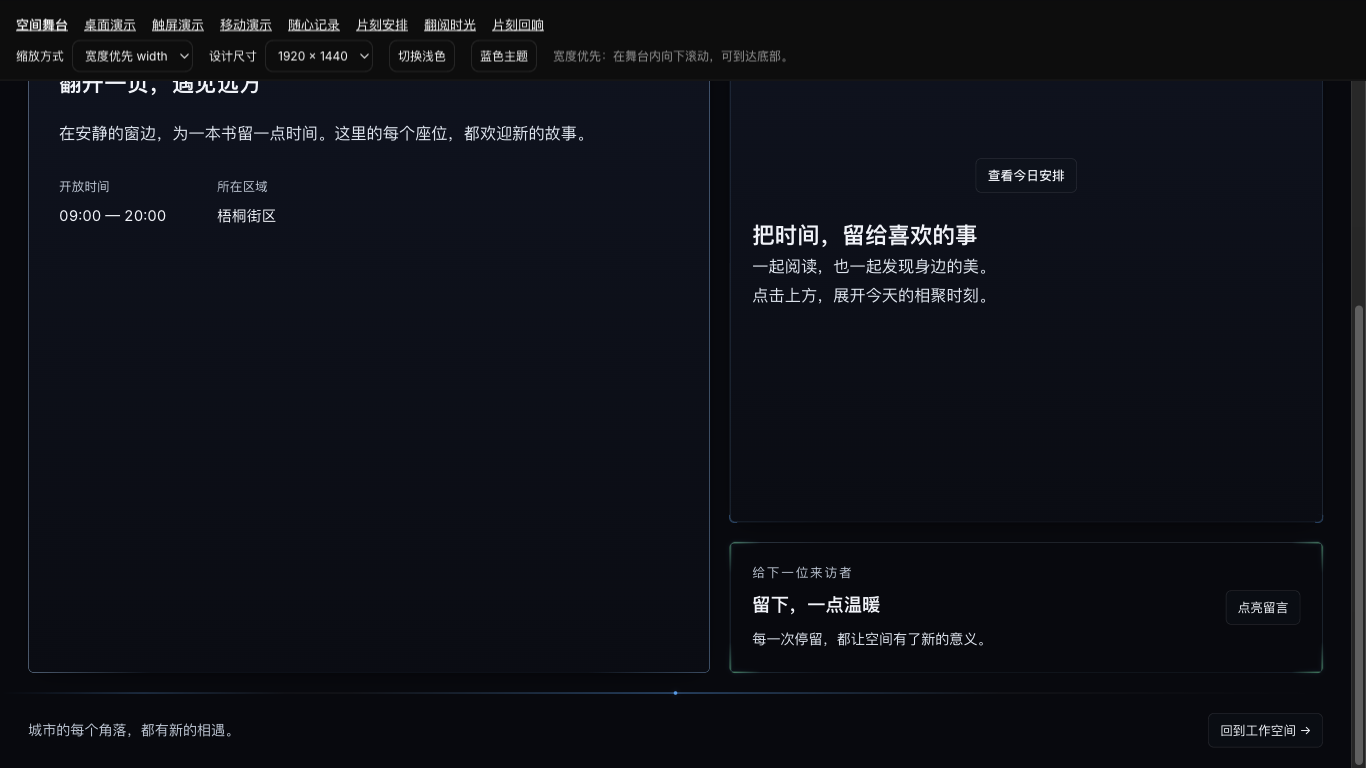 空间舞台 桌面演示 触屏演示 移动演示 随心记录 片刻安排 翻阅时光 片刻回响
缩放方式 宽度优先 width 设计尺寸 1920 × 1440 切换浅色 蓝色主题 宽度优先：在舞台内向下滚动，可到达底部。
翻开一页，遇见远方
在安静的窗边，为一本书留一点时间。这里的每个座位，都欢迎新的故事。
开放时间 所在区域
09:00 — 20:00 梧桐街区
查看今日安排
把时间，留给喜欢的事
一起阅读，也一起发现身边的美。
点击上方，展开今天的相聚时刻。
给下一位来访者
留下，一点温暖
每一次停留，都让空间有了新的意义。
点亮留言
城市的每个角落，都有新的相遇。
回到工作空间 →